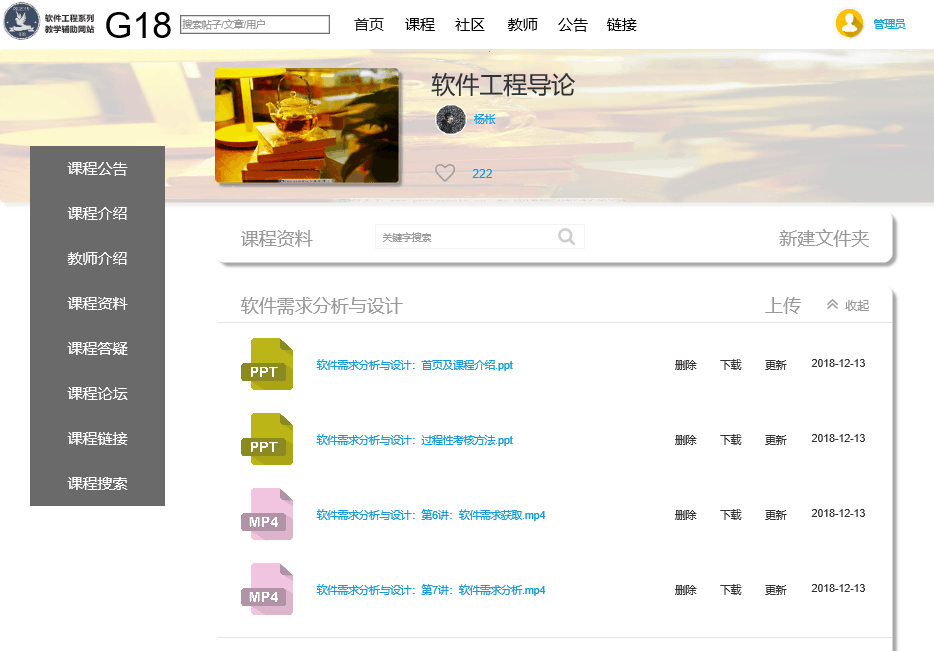 软件工程系列
教学辅助网站
G18
搜索帖子/文章/用户
首页 课程 社区 教师 公告 链接
管理员
软件工程导论
杨枨
222
课程公告
课程介绍
教师介绍
课程资料
课程答疑
课程论坛
课程链接
课程搜索
课程资料
关键字搜索
新建文件夹
软件需求分析与设计
上传
收起
PPT
软件需求分析与设计：首页及课程介绍.ppt
删除 下载 更新 2018-12-13
PPT
软件需求分析与设计：过程性考核方法.ppt
删除 下载 更新 2018-12-13
MP4
软件需求分析与设计：第6讲：软件需求获取.mp4
删除 下载 更新 2018-12-13
MP4
软件需求分析与设计：第7讲：软件需求分析.mp4
删除 下载 更新 2018-12-13